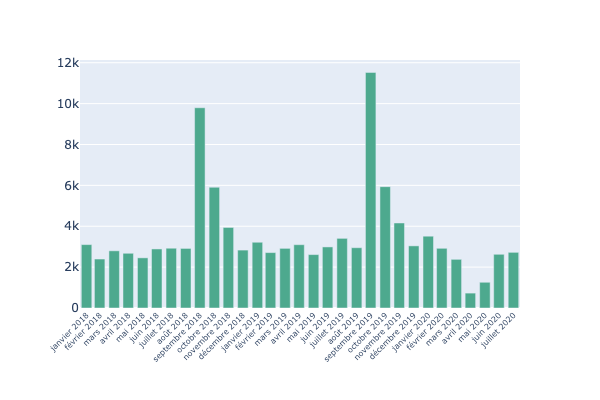 12k
10k
8k
6k
4k
2k
0
janvier 2018
février 2018
mars 2018
avril 2018
mai 2018
juin 2018
juillet 2018
août 2018
septembre 2018
octobre 2018
novembre 2018
décembre 2018
janvier 2019
février 2019
mars 2019
avril 2019
mai 2019
juin 2019
juillet 2019
août 2019
septembre 2019
octobre 2019
novembre 2019
décembre 2019
janvier 2020
février 2020
mars 2020
avril 2020
mai 2020
juin 2020
juillet 2020